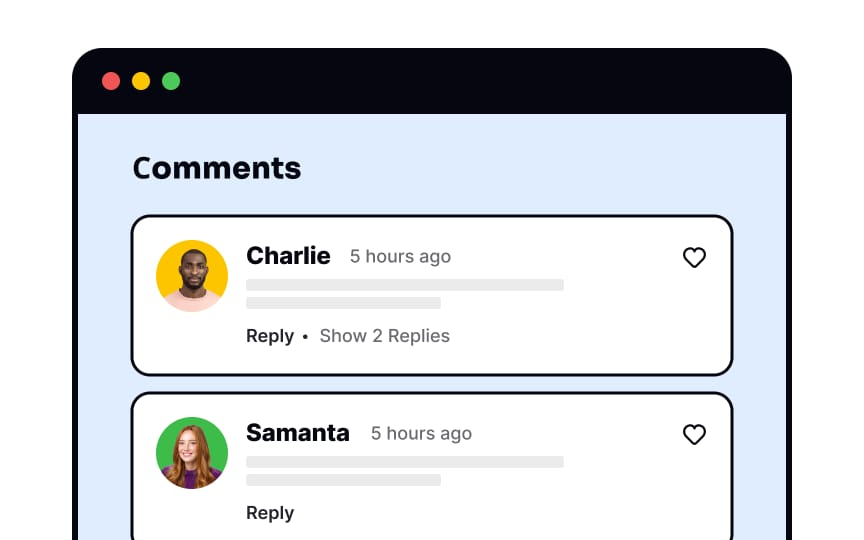 Comments
Charlie 5 hours ago
Reply • Show 2 Replies
Samanta 5 hours ago
Reply